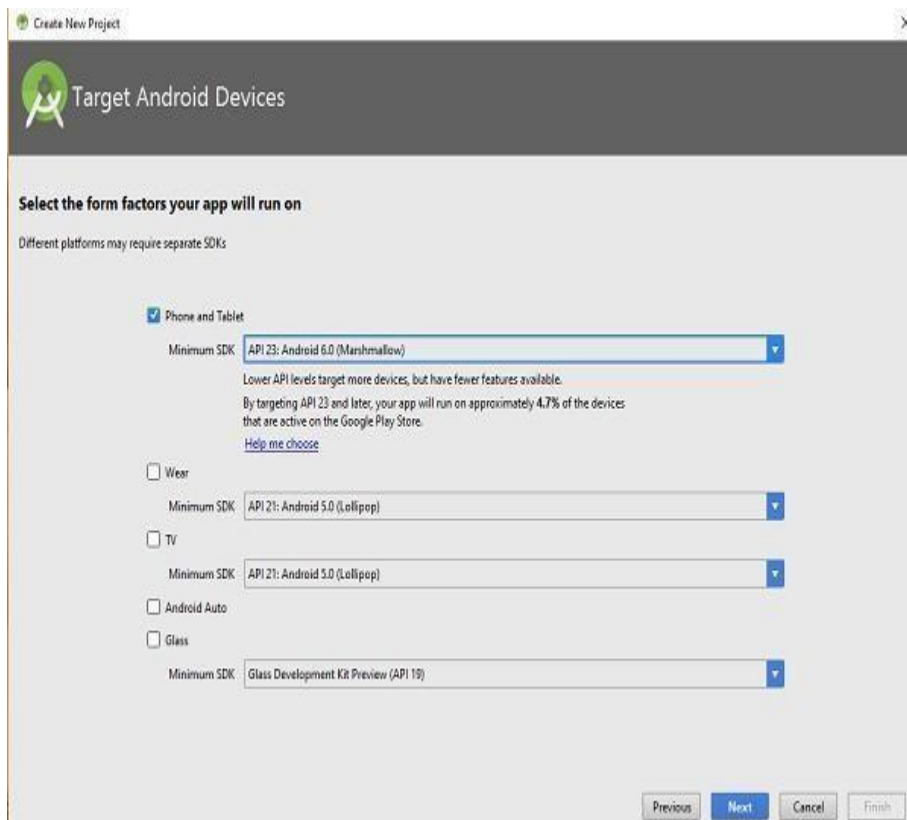 Create New Project
Target Android Devices
Select the form factors your app will run on
Different platforms may require separate SDKs
Phone and Tablet
Minimum SDK API 23: Android 6.0 (Marshmallow)
Lower API levels target more devices, but have fewer features available.
By targeting API 23 and later, your app will run on approximately 4.7% of the devices
that are active on the Google Play Store.
Help me choose
Wear
Minimum SDK API 21: Android 5.0 (Lollipop)
TV
Minimum SDK API 21: Android 5.0 (Lollipop)
Android Auto
Glass
Minimum SDK Glass Development Kit Preview (API 19)
Previous Next Cancel Finish